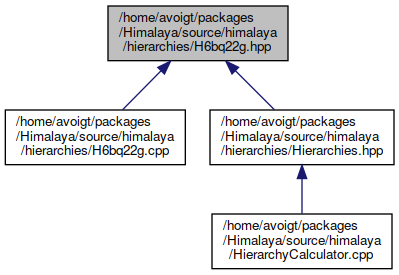 /home/avoigt/packages
/Himalaya/source/himalaya
/hierarchies/H6bq22g.hpp
/home/avoigt/packages
/Himalaya/source/himalaya
/hierarchies/H6bq22g.cpp
/home/avoigt/packages
/Himalaya/source/himalaya
/hierarchies/Hierarchies.hpp
/home/avoigt/packages
/Himalaya/source/himalaya
/HierarchyCalculator.cpp